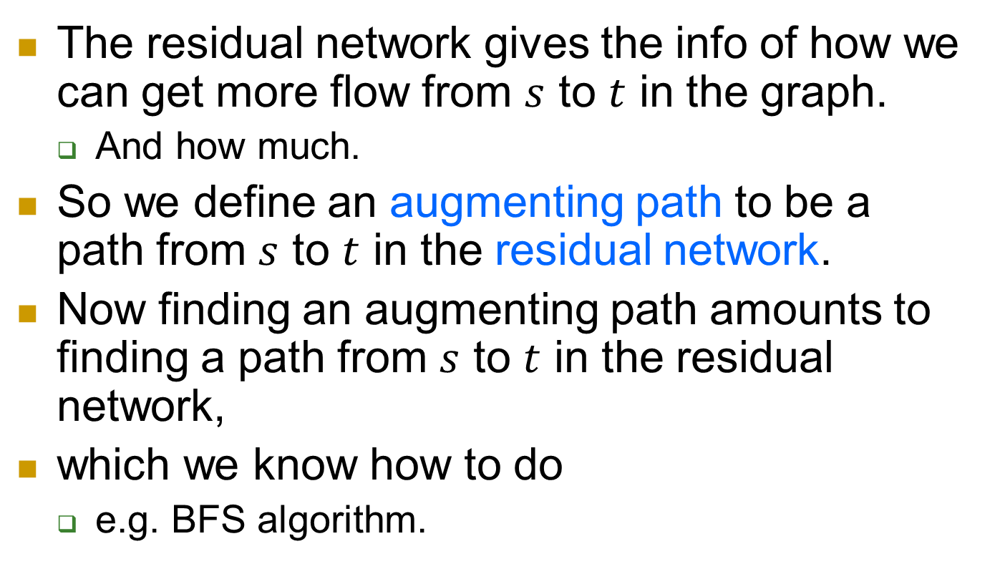 The residual network gives the info of how we
can get more flow from 𝑠 to 𝑡 in the graph.
And how much.
So we define an augmenting path to be a
path from 𝑠 to 𝑡 in the residual network.
Now finding an augmenting path amounts to
finding a path from 𝑠 to 𝑡 in the residual
network,
which we know how to do
e.g. BFS algorithm.